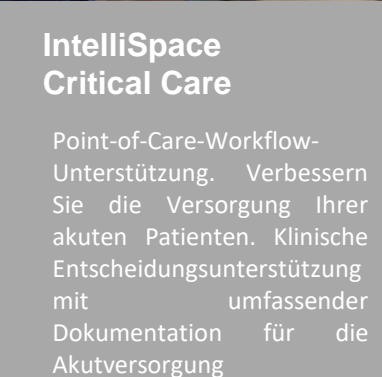 IntelliSpace
Critical Care
Point-of-Care-Workflow-
Unterstützung. Verbessern
Sie die Versorgung Ihrer
akuten Patienten. Klinische
Entscheidungsunterstützung
mit umfassender
Dokumentation für die
Akutversorgung